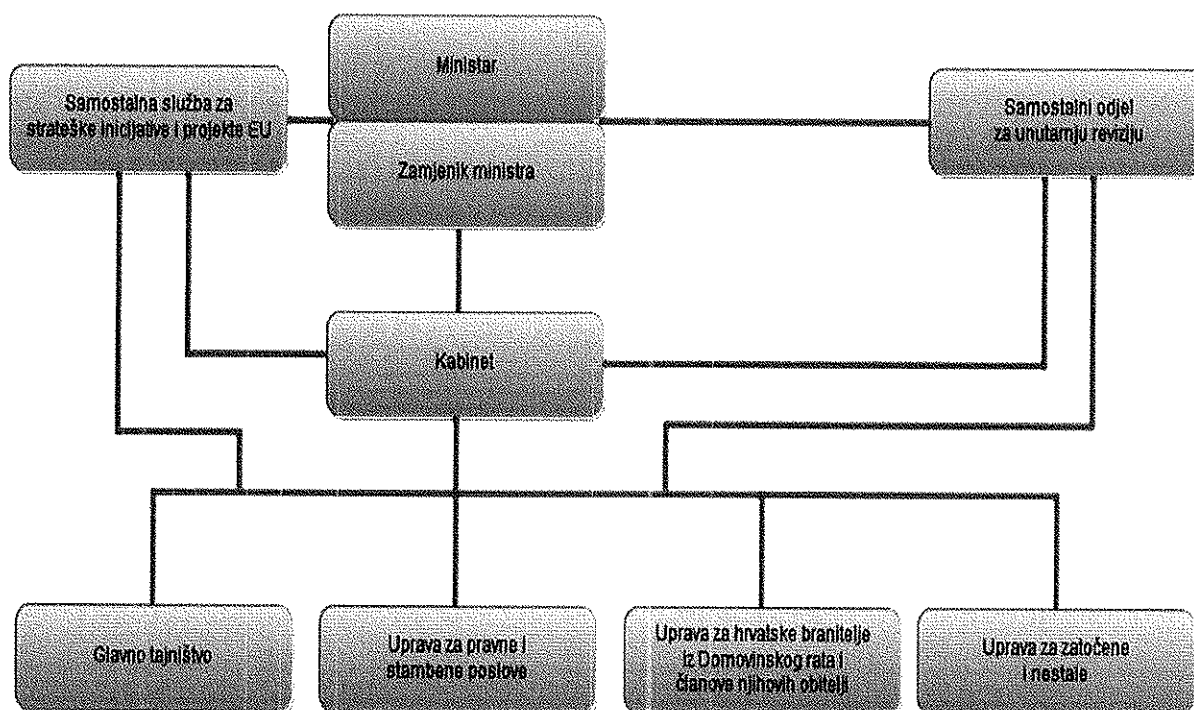 Ministar
Samostalna služba za
strateške inicijative i projekte EU
Samostalni odjel
za unutarnju reviziju
Zamjenik ministra
Kabinet
Glavno tajništvo
Uprava za pravne i
stambene poslove
Uprava za hrvatske branitelje
iz Domovinskog rata i
članove njihovih obitelji
Uprava za zatočene
i nestale